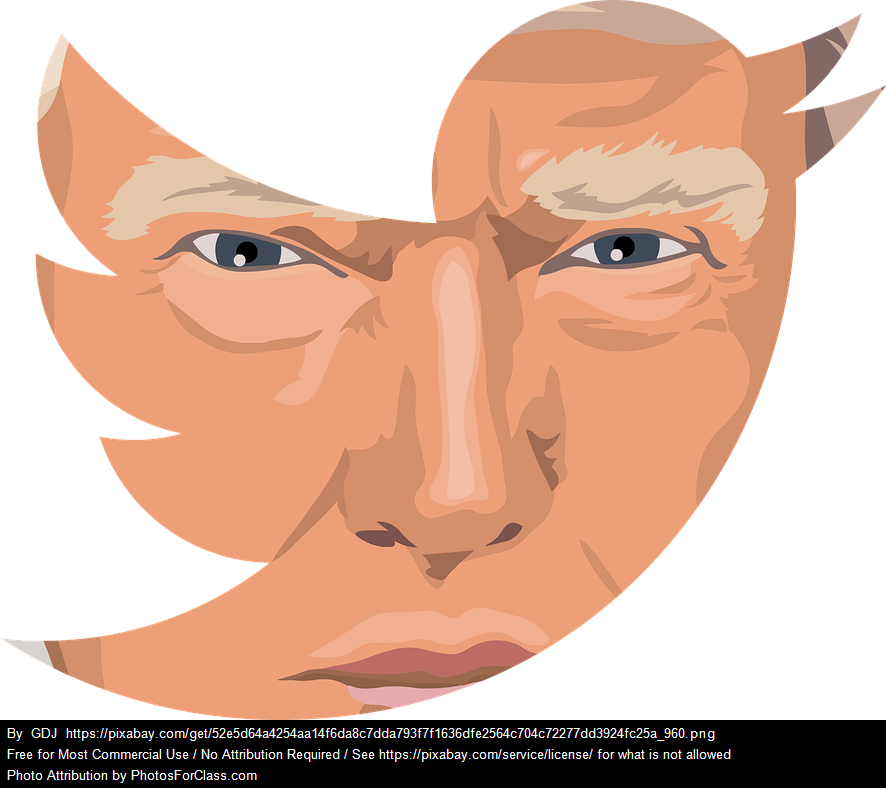 By GDJ https://pixabay.com/get/52e5d64a4254aa14f6da8c7dda793f7f1636dfe2564c704c72277dd3924fc25a_960.png
Free for Most Commercial Use / No Attribution Required / See https://pixabay.com/service/license/ for what is not allowed
Photo Attribution by PhotosForClass.com